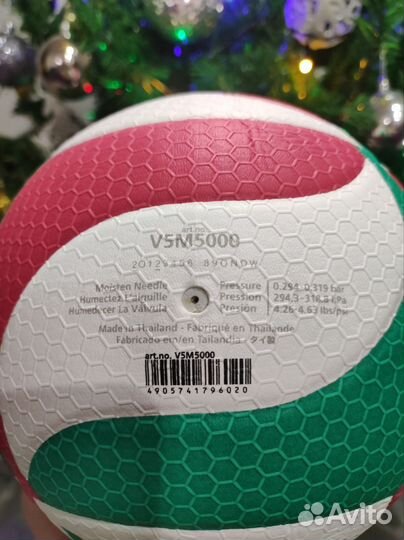 art.no.
V5M5000
Moisten Needle Pressure 0.294-0.319 bar
Humectez L'aiguille Pression 294,3-318,8 kPa
Humedecer La Válvula Presión 4.26-4.63 lbs/psi
Made in Thailand - Fabriqué en Thaïlande
Fabricado en/en Tailandia - タイ製
art.no. V5M5000
4905741796020
Avito